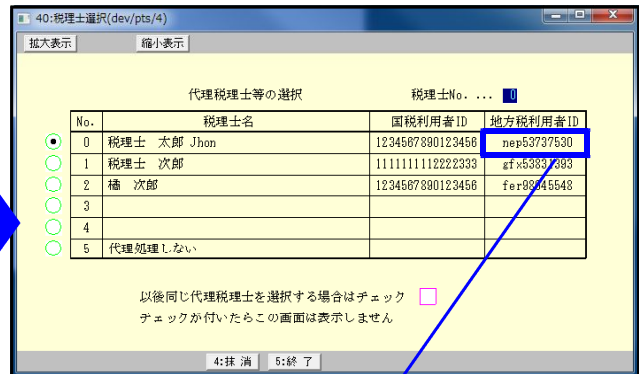 40:税理士選択(dev/pts/4)
拡大表示 縮小表示
代理税理士等の選択 税理士No. ... 0
No. 税理士名 国税利用者ID 地方税利用者ID
0 税理士 太郎 Jhon 1234567890123456 nep53737530
1 税理士 次郎 1111111112222333
2 橘 次郎 1234567890123456
3
4
5 代理処理しない
以後同じ代理税理士を選択する場合はチェック
チェックが付いたらこの画面は表示しません
4:抹 消 5:終 了